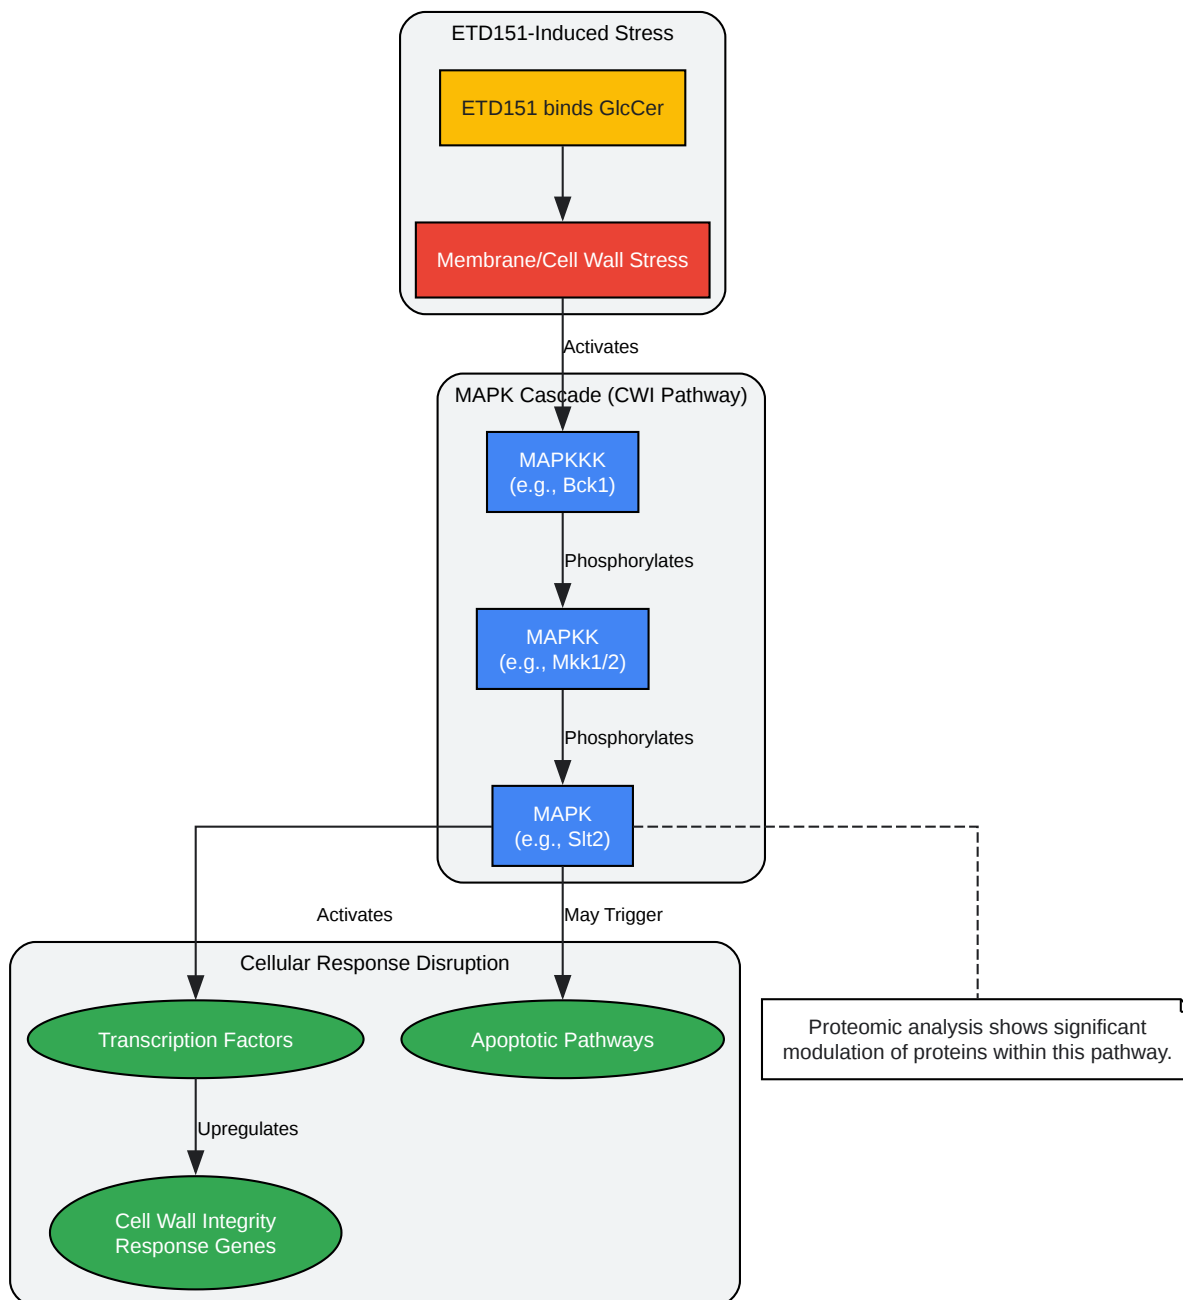 ETD151-Induced Stress
ETD151 binds GlcCer
Membrane/Cell Wall Stress
Activates
MAPK Cascade (CWI Pathway)
MAPKKK
(e.g., Bck1)
Phosphorylates
MAPKK
(e.g., Mkk1/2)
Phosphorylates
MAPK
(e.g., Slt2)
Activates
May Trigger
Cellular Response Disruption
Transcription Factors
Apoptotic Pathways
Proteomic analysis shows significant
modulation of proteins within this pathway.
Upregulates
Cell Wall Integrity
Response Genes